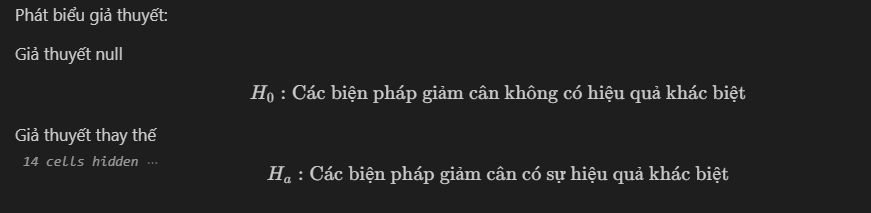 Phát biểu giả thuyết:
Giả thuyết null
H₀ : Các biện pháp giảm cân không có hiệu quả khác biệt
Giả thuyết thay thế
14 cells hidden ...
Hₐ : Các biện pháp giảm cân có sự hiệu quả khác biệt